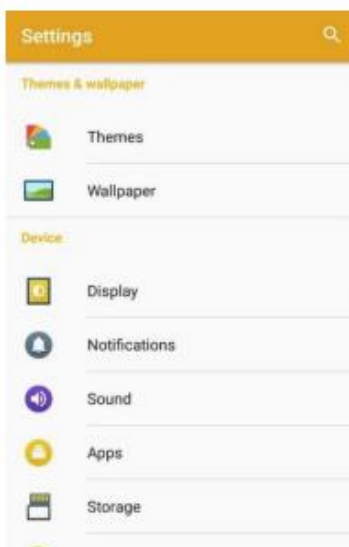 Settings
Themes & wallpaper
Themes
Wallpaper
Device
Display
Notifications
Sound
Apps
Storage